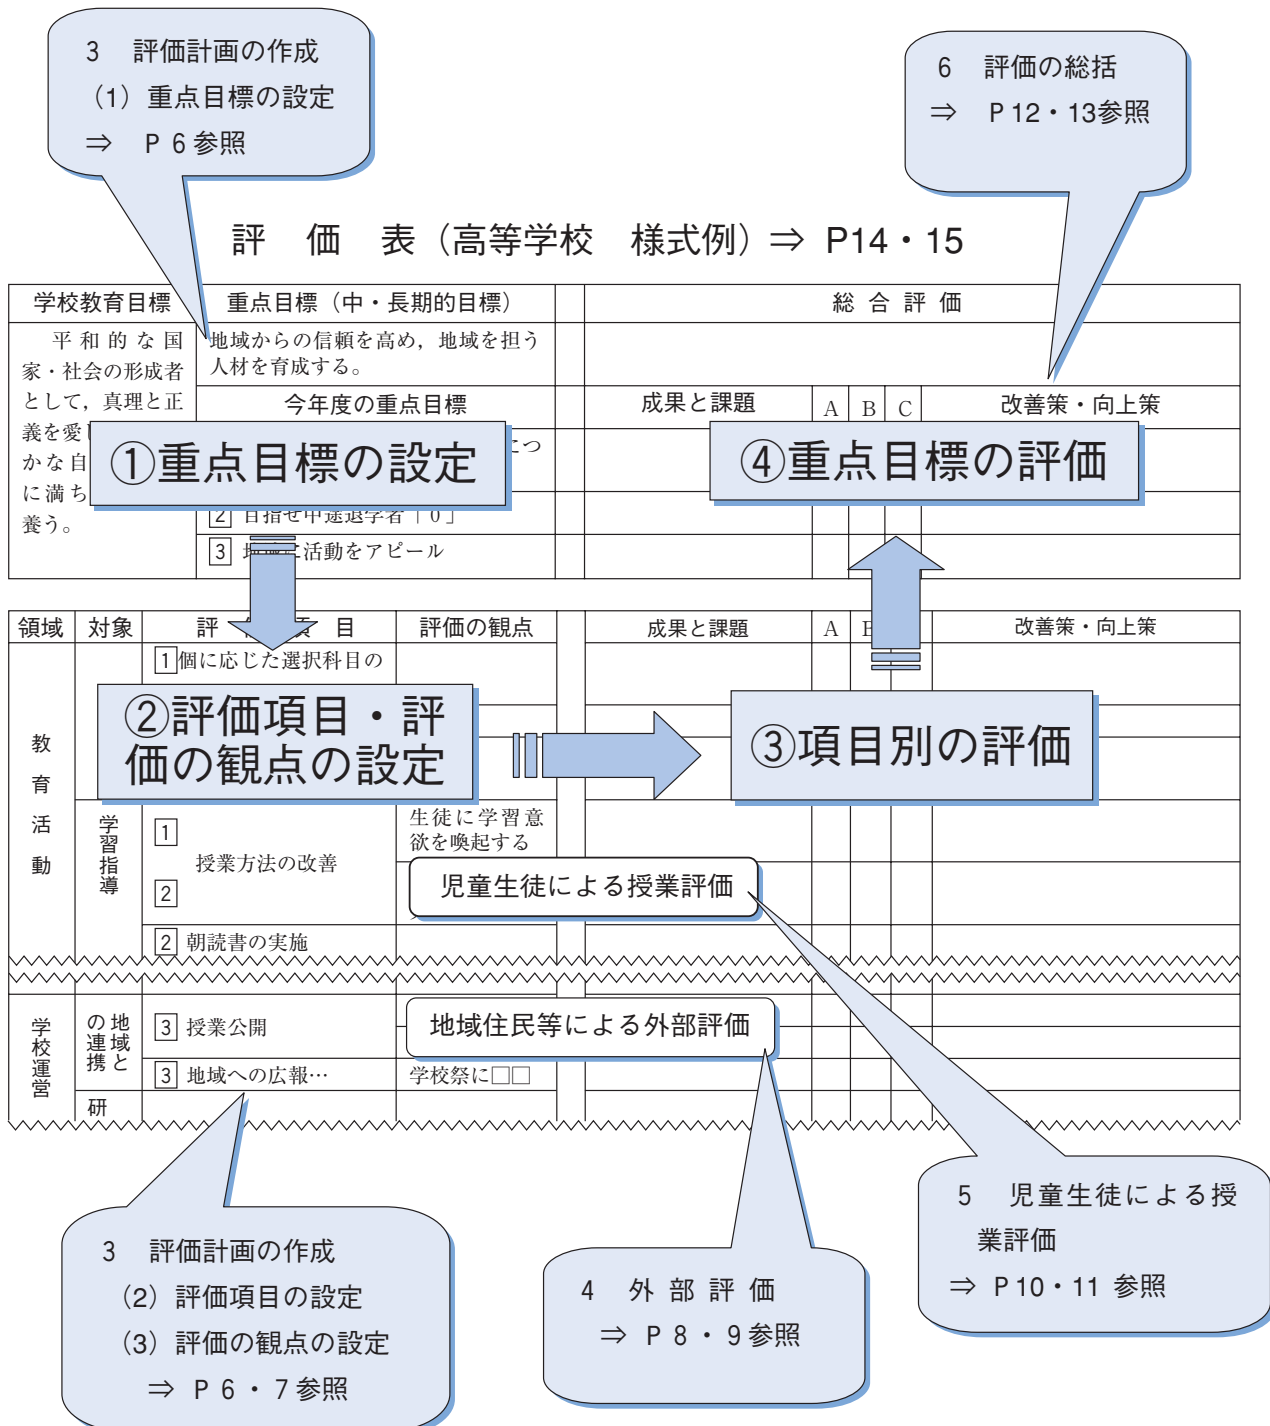 3　評価計画の作成
（1）重点目標の設定
⇒　P 6 参照
6　評価の総括
⇒　P 12・13参照
評　価　表（高等学校　様式例）⇒ P14・15
学校教育目標
重点目標（中・長期的目標）
総 合 評 価
平和的な国
家・社会の形成者
として，真理と正
義を愛し
かな自
に満ち
養う。
地域からの信頼を高め，地域を担う
人材を育成する。
今年度の重点目標
成果と課題
A
B
C
改善策・向上策
につ
2 目指せ中途退学者「0」
3 地域に活動をアピール
①重点目標の設定
④重点目標の評価
領域
対象
評　価　項　目
評価の観点
成果と課題
A
B
改善策・向上策
1 個に応じた選択科目の
②評価項目・評
価の観点の設定
③項目別の評価
教育活動
学習指導
1
授業方法の改善
2
生徒に学習意
欲を喚起する
児童生徒による授業評価
2 朝読書の実施
学校運営
地域と
の連携
3 授業公開
地域住民等による外部評価
3 地域への広報…
学校祭に□□
研
3　評価計画の作成
（2）評価項目の設定
（3）評価の観点の設定
⇒　P 6・7 参照
4　外 部 評 価
⇒　P 8・9 参照
5　児童生徒による授
業評価
⇒　P 10・11 参照